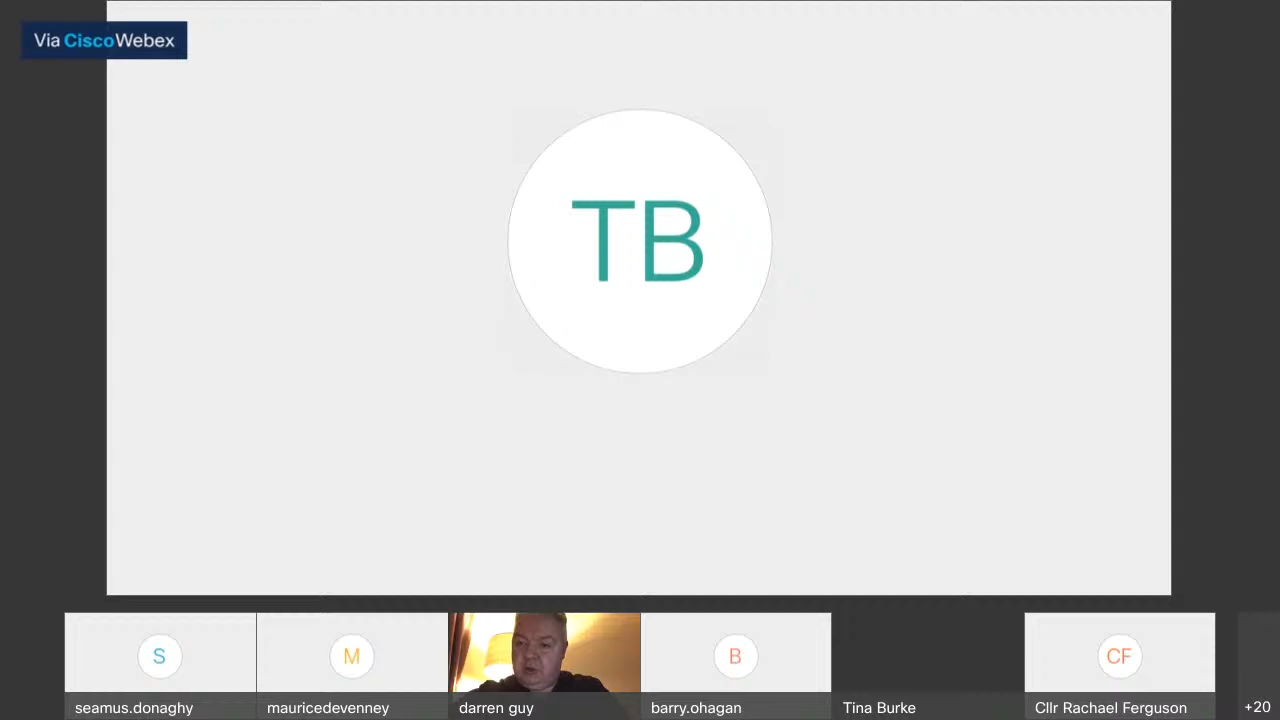 Via CiscoWebex
TB
S
M
B
CF
seamus.donaghy
mauricedevenney
darren guy
barry.ohagan
Tina Burke
Cllr Rachael Ferguson
+20